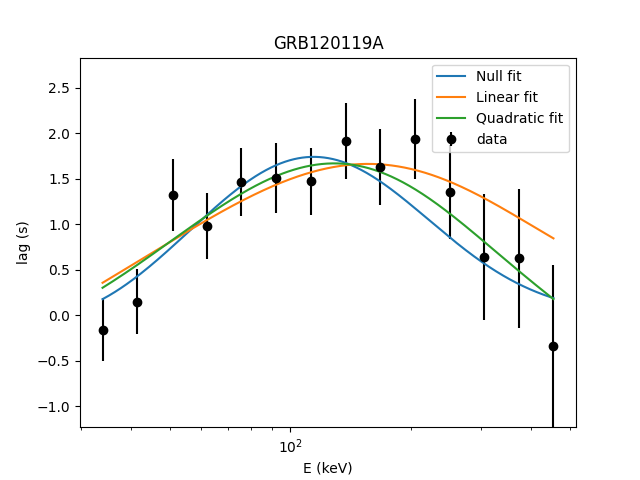 GRB120119A
Null fit
Linear fit
Quadratic fit
data
lag (s)
2.5
2.0
1.5
1.0
0.5
0.0
−0.5
−1.0
10²
E (keV)